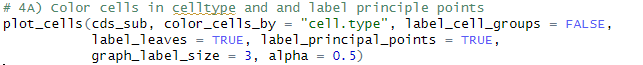 # 4A) Color cells in celltype and and label principle points
plot_cells(cds_sub, color_cells_by = "cell.type", label_cell_groups = FALSE,
label_leaves = TRUE, label_principal_points = TRUE,
graph_label_size = 3, alpha = 0.5)